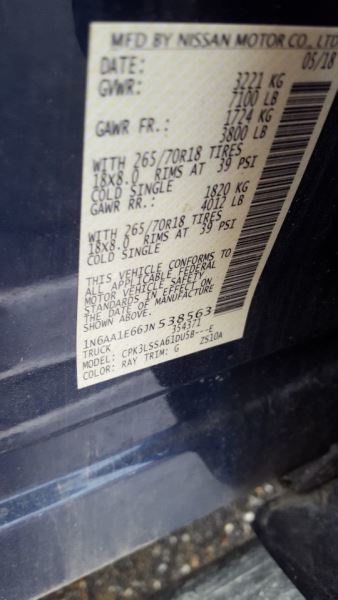 MFD BY NISSAN MOTOR CO., LTD
DATE: 05/18
GVWR: 3221 KG
7100 LB
GAWR FR.: 1724 KG
3800 LB
WITH 265/70R18 TIRES
18X8.0 RIMS AT 39 PSI
COLD SINGLE
GAWR RR.: 1820 KG
4012 LB
WITH 265/70R18 TIRES
18X8.0 RIMS AT 39 PSI
COLD SINGLE
THIS VEHICLE CONFORMS TO
ALL APPLICABLE FEDERAL
MOTOR VEHICLE SAFETY
STANDARDS IN EFFECT ON
THE DATE OF MANUFACTURE
SHOWN ABOVE.
1N6AA1E66JN538563
TRUCK 354371
MODEL: CPK3LSSA61DU5B---E
COLOR: RAY TRIM: G ZS10A